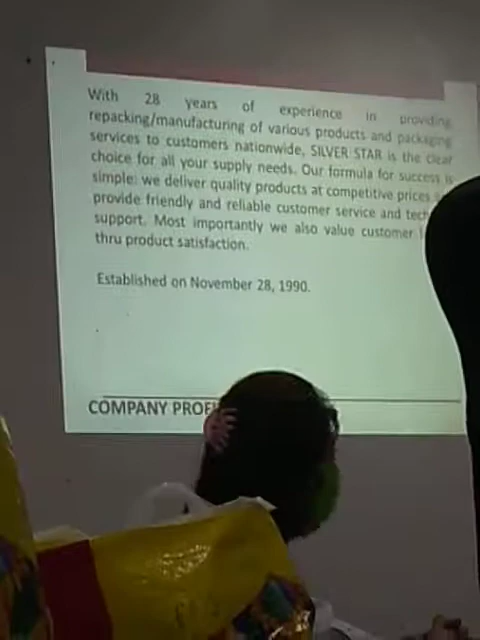 With 28 years of experience in providing
repacking/manufacturing of various products and packaging
services to customers nationwide, SILVER STAR is the clear
choice for all your supply needs. Our formula for success is
simple: we deliver quality products at competitive prices
provide friendly and reliable customer service and
support. Most importantly we also value customer
thru product satisfaction.
Established on November 28, 1990.
COMPANY